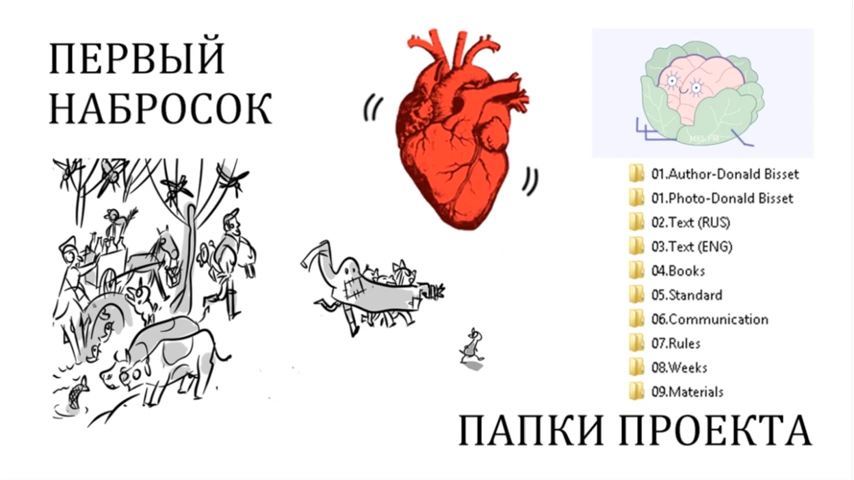 ПЕРВЫЙ
НАБРОСОК
01.Author-Donald Bisset
01.Photo-Donald Bisset
02.Text (RUS)
03.Text (ENG)
04.Books
05.Standard
06.Communication
07.Rules
08.Weeks
09.Materials
ПАПКИ ПРОЕКТА